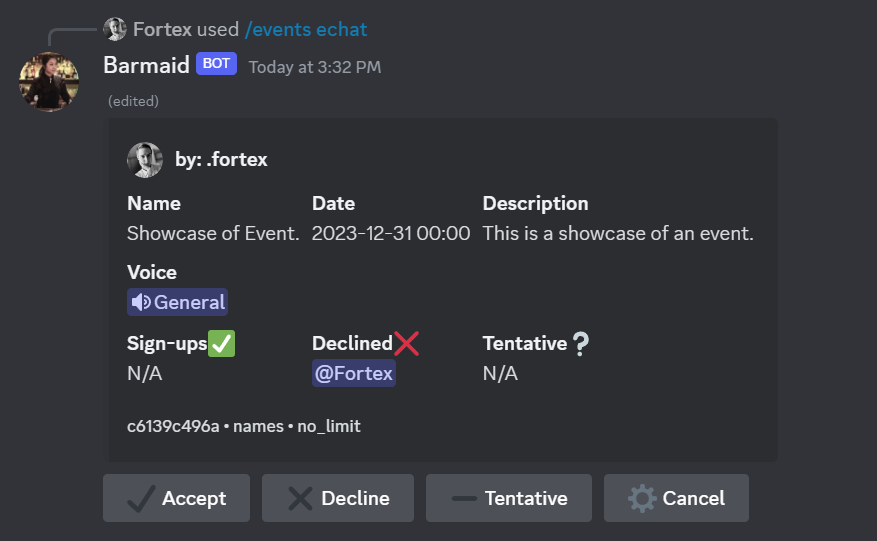 Fortex used /events echat
Barmaid BOT Today at 3:32 PM
(edited)
by: .fortex
Name Date Description
Showcase of Event. 2023-12-31 00:00 This is a showcase of an event.
Voice
General
Sign-ups✅ Declined❌ Tentative❔
N/A @Fortex N/A
c6139c496a • names • no_limit
Accept Decline Tentative Cancel